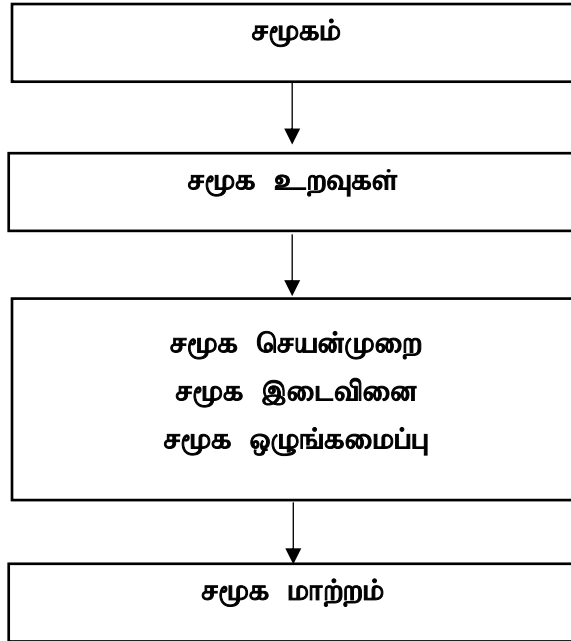 சமூகம்
சமூக உறவுகள்
சமூக செயன்முறை
சமூக இடைவினை
சமூக ஒழுங்கமைப்பு
சமூக மாற்றம்